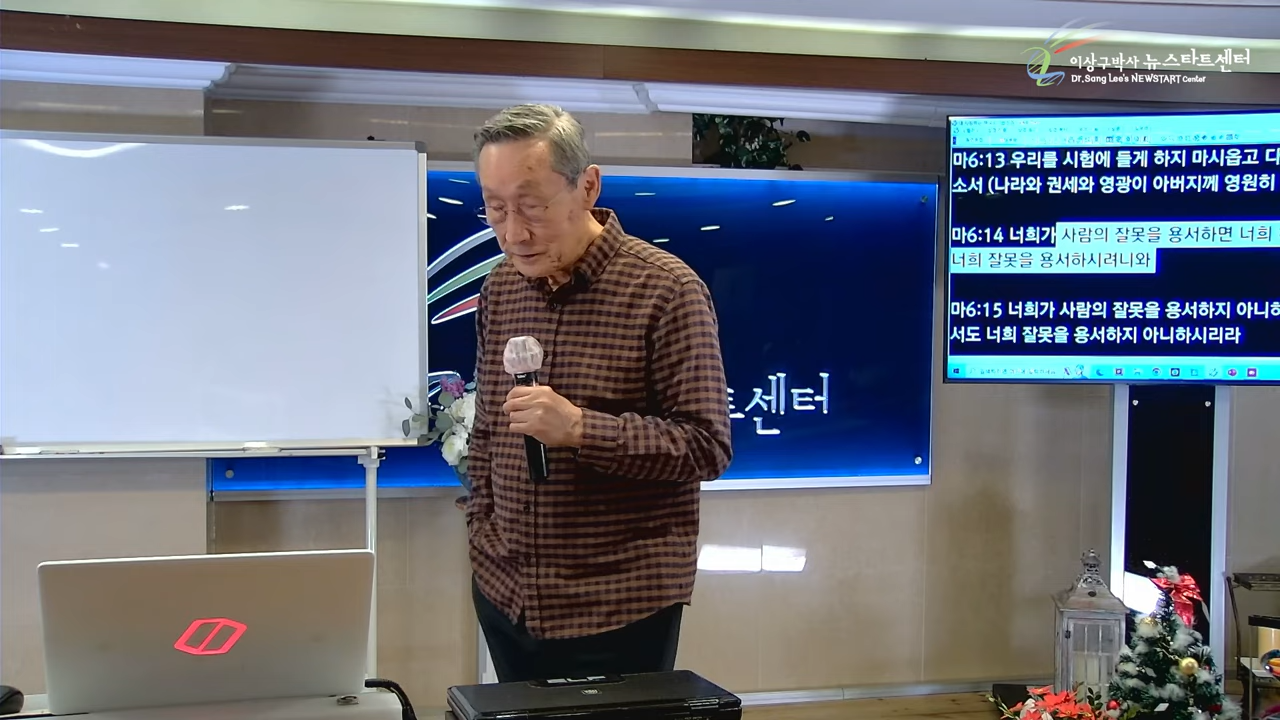 이상구박사 뉴스타트센터
Dr. Sang Lee's NEWSTART Center
마6:13 우리를 시험에 들게 하지 마시옵고 다
소서 (나라와 권세와 영광이 아버지께 영원히
마6:14 너희가 사람의 잘못을 용서하면 너희
너희 잘못을 용서하시려니와
마6:15 너희가 사람의 잘못을 용서하지 아니하
서도 너희 잘못을 용서하지 아니하시리라
트센터
ELF